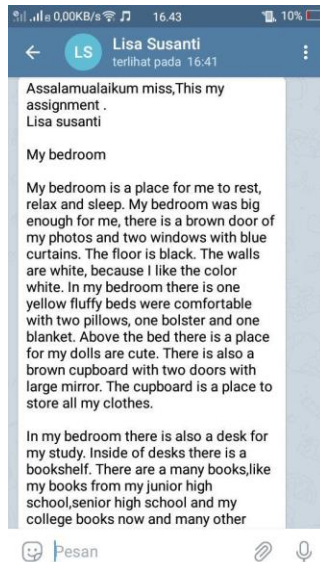 0,00KB/s 16.43 10%
LS Lisa Susanti
terlihat pada 16:41
Assalamualaikum miss,This my
assignment .
Lisa susanti
My bedroom
My bedroom is a place for me to rest,
relax and sleep. My bedroom was big
enough for me, there is a brown door of
my photos and two windows with blue
curtains. The floor is black. The walls
are white, because I like the color
white. In my bedroom there is one
yellow fluffy beds were comfortable
with two pillows, one bolster and one
blanket. Above the bed there is a place
for my dolls are cute. There is also a
brown cupboard with two doors with
large mirror. The cupboard is a place to
store all my clothes.
In my bedroom there is also a desk for
my study. Inside of desks there is a
bookshelf. There are a many books,like
my books from my junior high
school,senior high school and my
college books now and many other
Pesan